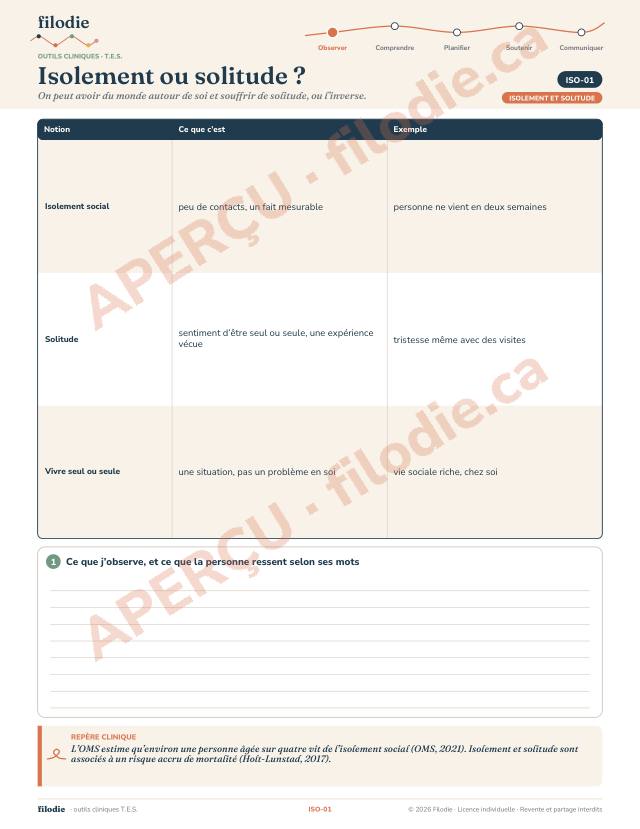 filodie
OUTILS CLINIQUES · T.E.S.
Observer
Comprendre
Planifier
Soutenir
Communiquer
Isolement ou solitude ?
On peut avoir du monde autour de soi et souffrir de solitude, ou l’inverse.
ISO-01
ISOLEMENT ET SOLITUDE
Notion
Ce que c’est
Exemple
Isolement social
peu de contacts, un fait mesurable
personne ne vient en deux semaines
Solitude
sentiment d’être seul ou seule, une expérience
vécue
tristesse même avec des visites
Vivre seul ou seule
une situation, pas un problème en soi
vie sociale riche, chez soi
APERÇU · filodie.ca
APERÇU · filodie.ca
1 Ce que j’observe, et ce que la personne ressent selon ses mots
REPÈRE CLINIQUE
L’OMS estime qu’environ une personne âgée sur quatre vit de l’isolement social (OMS, 2021). Isolement et solitude sont
associés à un risque accru de mortalité (Holt-Lunstad, 2017).
filodie · outils cliniques T.E.S.
ISO-01
© 2026 Filodie · Licence individuelle · Revente et partage interdits